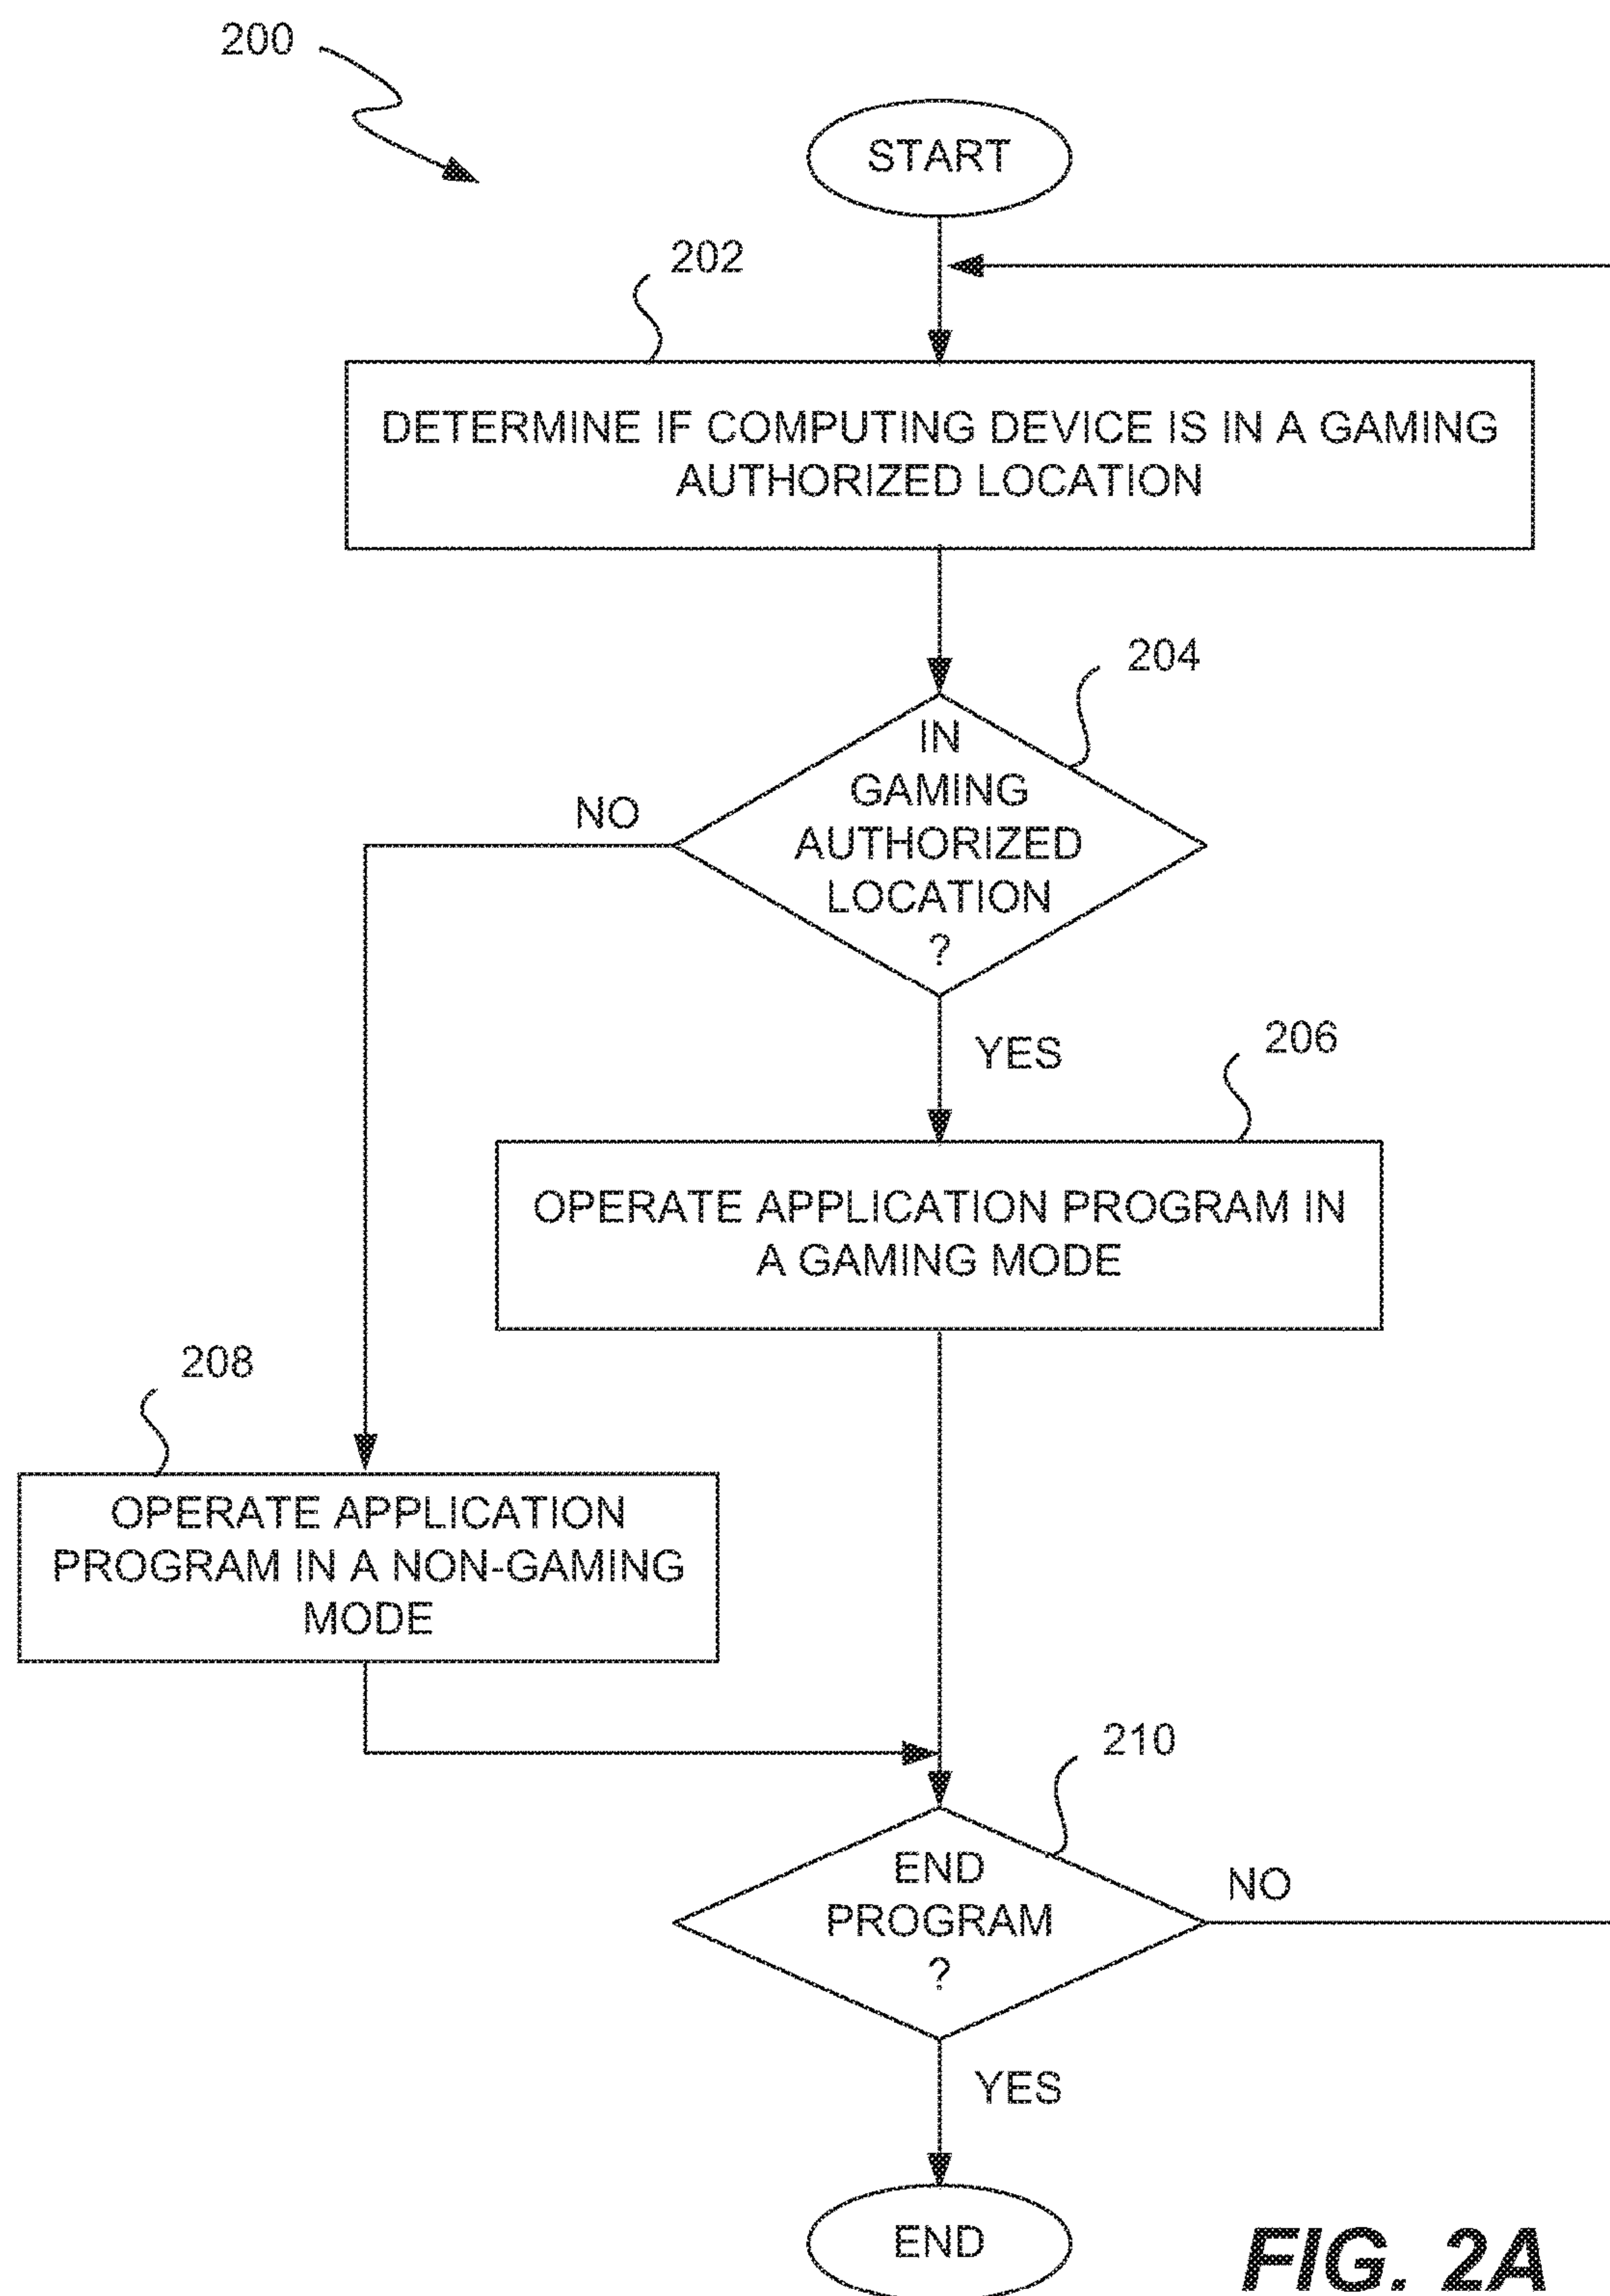 200
START
202
DETERMINE IF COMPUTING DEVICE IS IN A GAMING
AUTHORIZED LOCATION
204
IN
GAMING
AUTHORIZED
LOCATION
?
NO
YES
206
OPERATE APPLICATION PROGRAM IN
A GAMING MODE
208
OPERATE APPLICATION
PROGRAM IN A NON-GAMING
MODE
210
END
PROGRAM
?
NO
YES
END
FIG. 2A